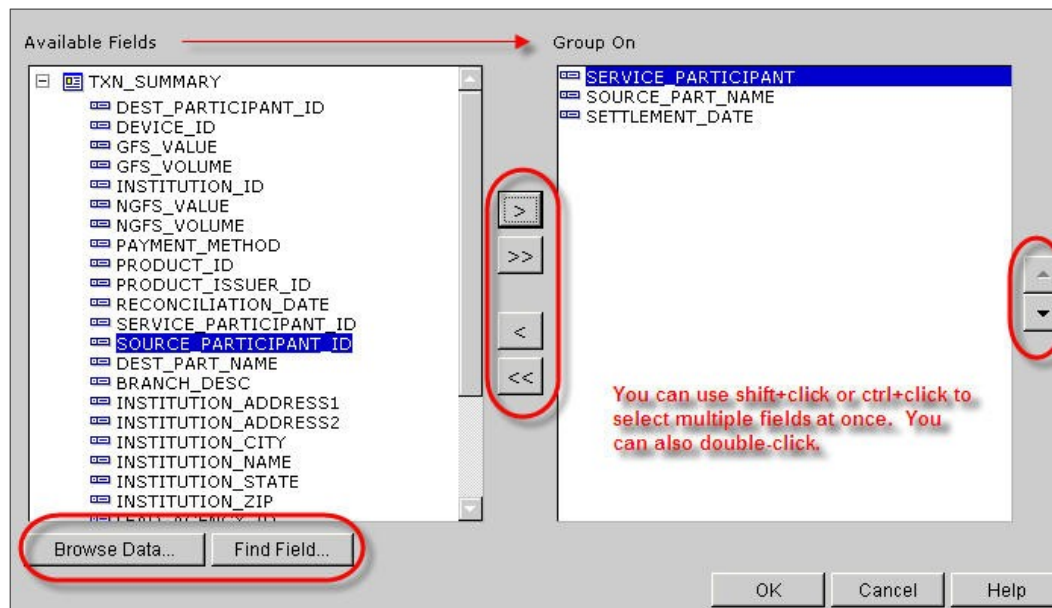 Available Fields
Group On
TXN_SUMMARY
DEST_PARTICIPANT_ID
DEVICE_ID
GFS_VALUE
GFS_VOLUME
INSTITUTION_ID
NGFS_VALUE
NGFS_VOLUME
PAYMENT_METHOD
PRODUCT_ID
PRODUCT_ISSUER_ID
RECONCILIATION_DATE
SERVICE_PARTICIPANT_ID
SOURCE_PARTICIPANT_ID
DEST_PART_NAME
BRANCH_DESC
INSTITUTION_ADDRESS1
INSTITUTION_ADDRESS2
INSTITUTION_CITY
INSTITUTION_NAME
INSTITUTION_STATE
INSTITUTION_ZIP
>
>>
<
<<
SERVICE_PARTICIPANT
SOURCE_PART_NAME
SETTLEMENT_DATE
You can use shift+click or ctrl+click to
select multiple fields at once. You
can also double-click.
Browse Data...
Find Field...
OK
Cancel
Help